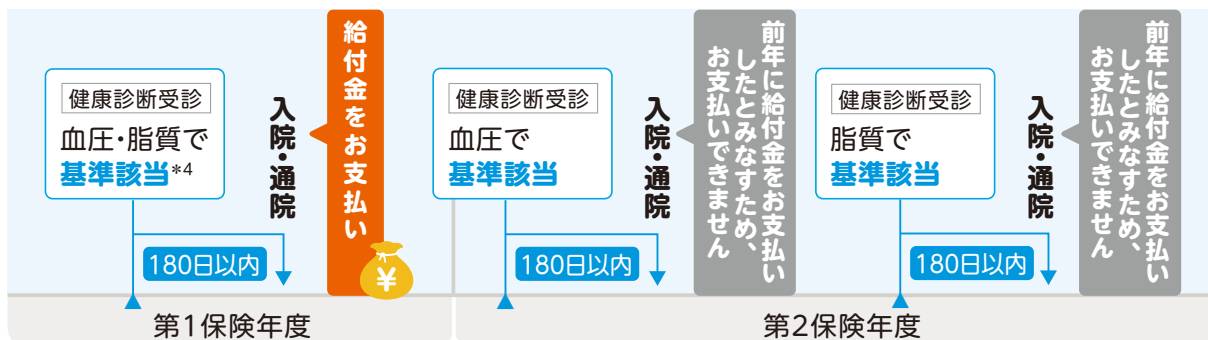 健康診断受診
血圧・脂質で
基準該当*4
180日以内
入院・通院
給付金をお支払い
¥
健康診断受診
血圧で
基準該当
180日以内
入院・通院
前年に給付金をお支払い
したとみなすため、
お支払いできません
健康診断受診
脂質で
基準該当
180日以内
入院・通院
前年に給付金をお支払い
したとみなすため、
お支払いできません
第1保険年度
第2保険年度